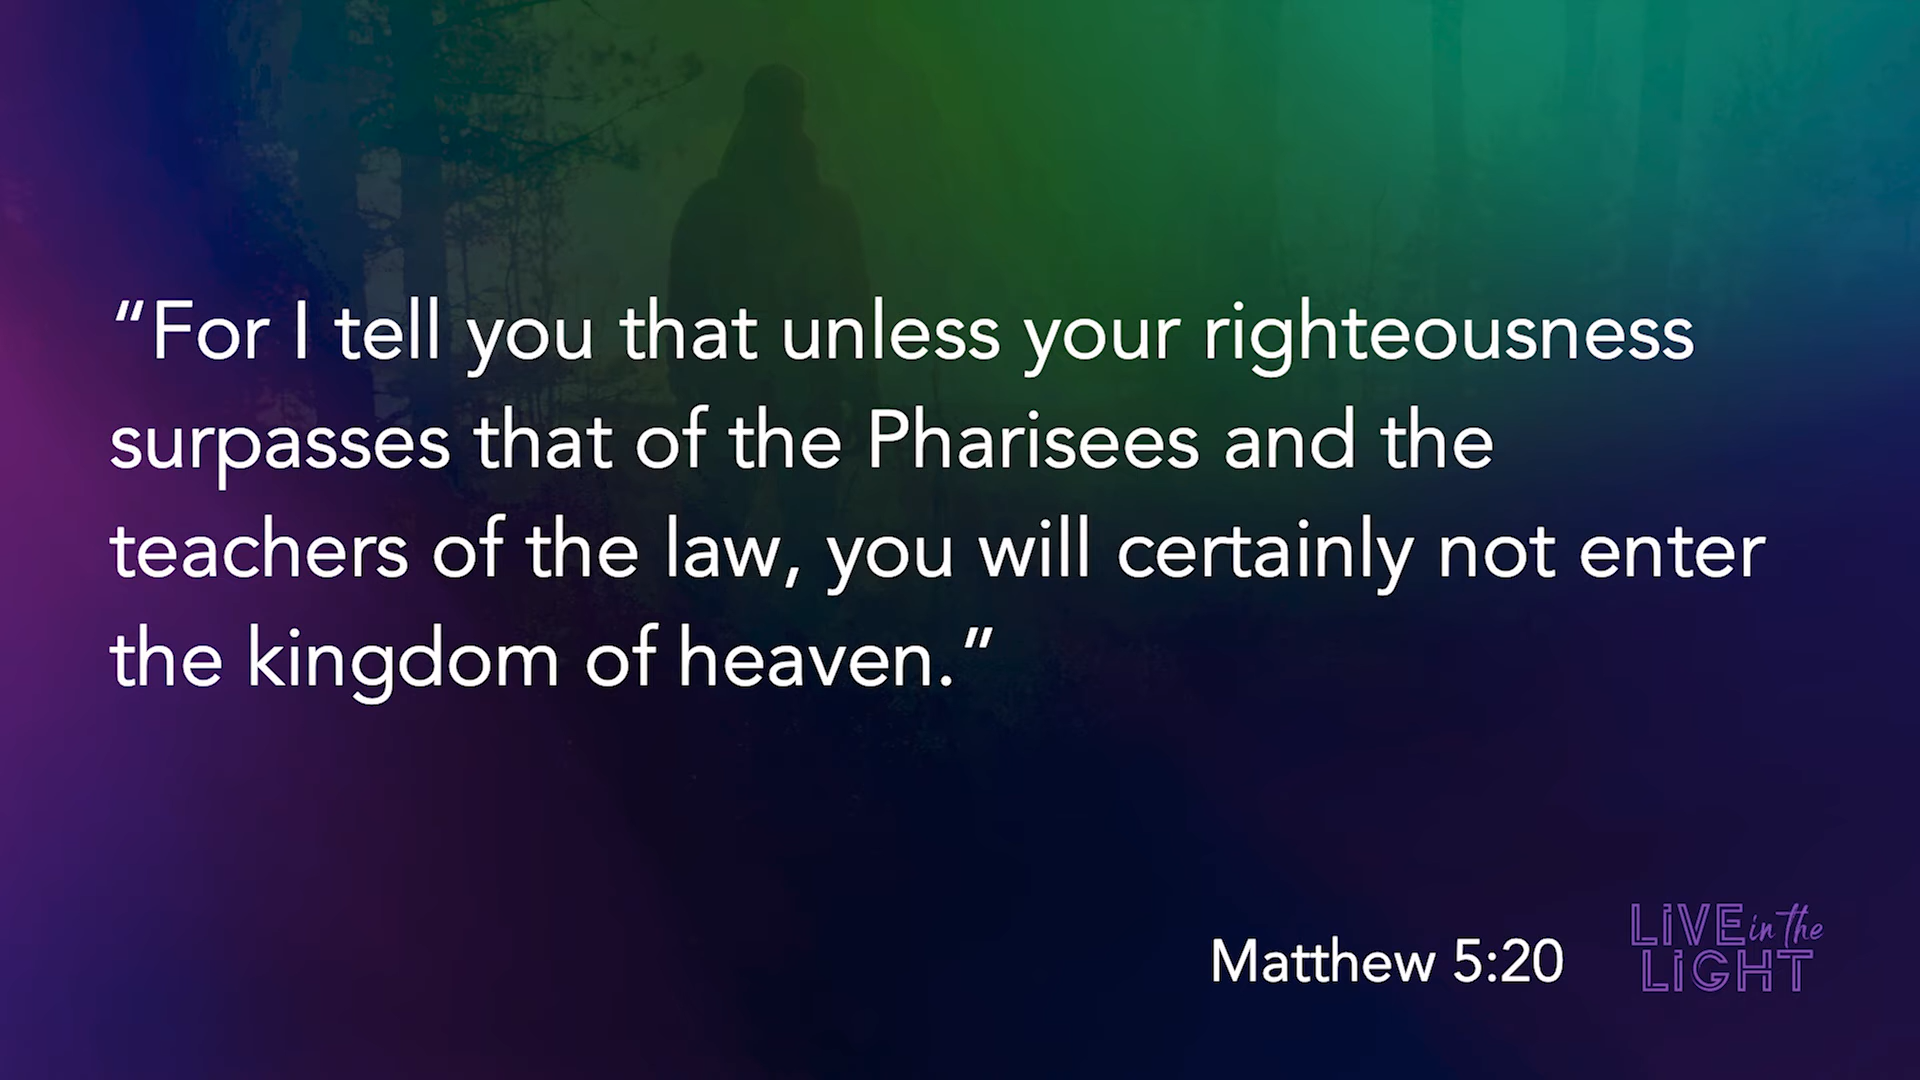 “For I tell you that unless your righteousness
surpasses that of the Pharisees and the
teachers of the law, you will certainly not enter
the kingdom of heaven.”
Matthew 5:20
LIVE in the
LIGHT